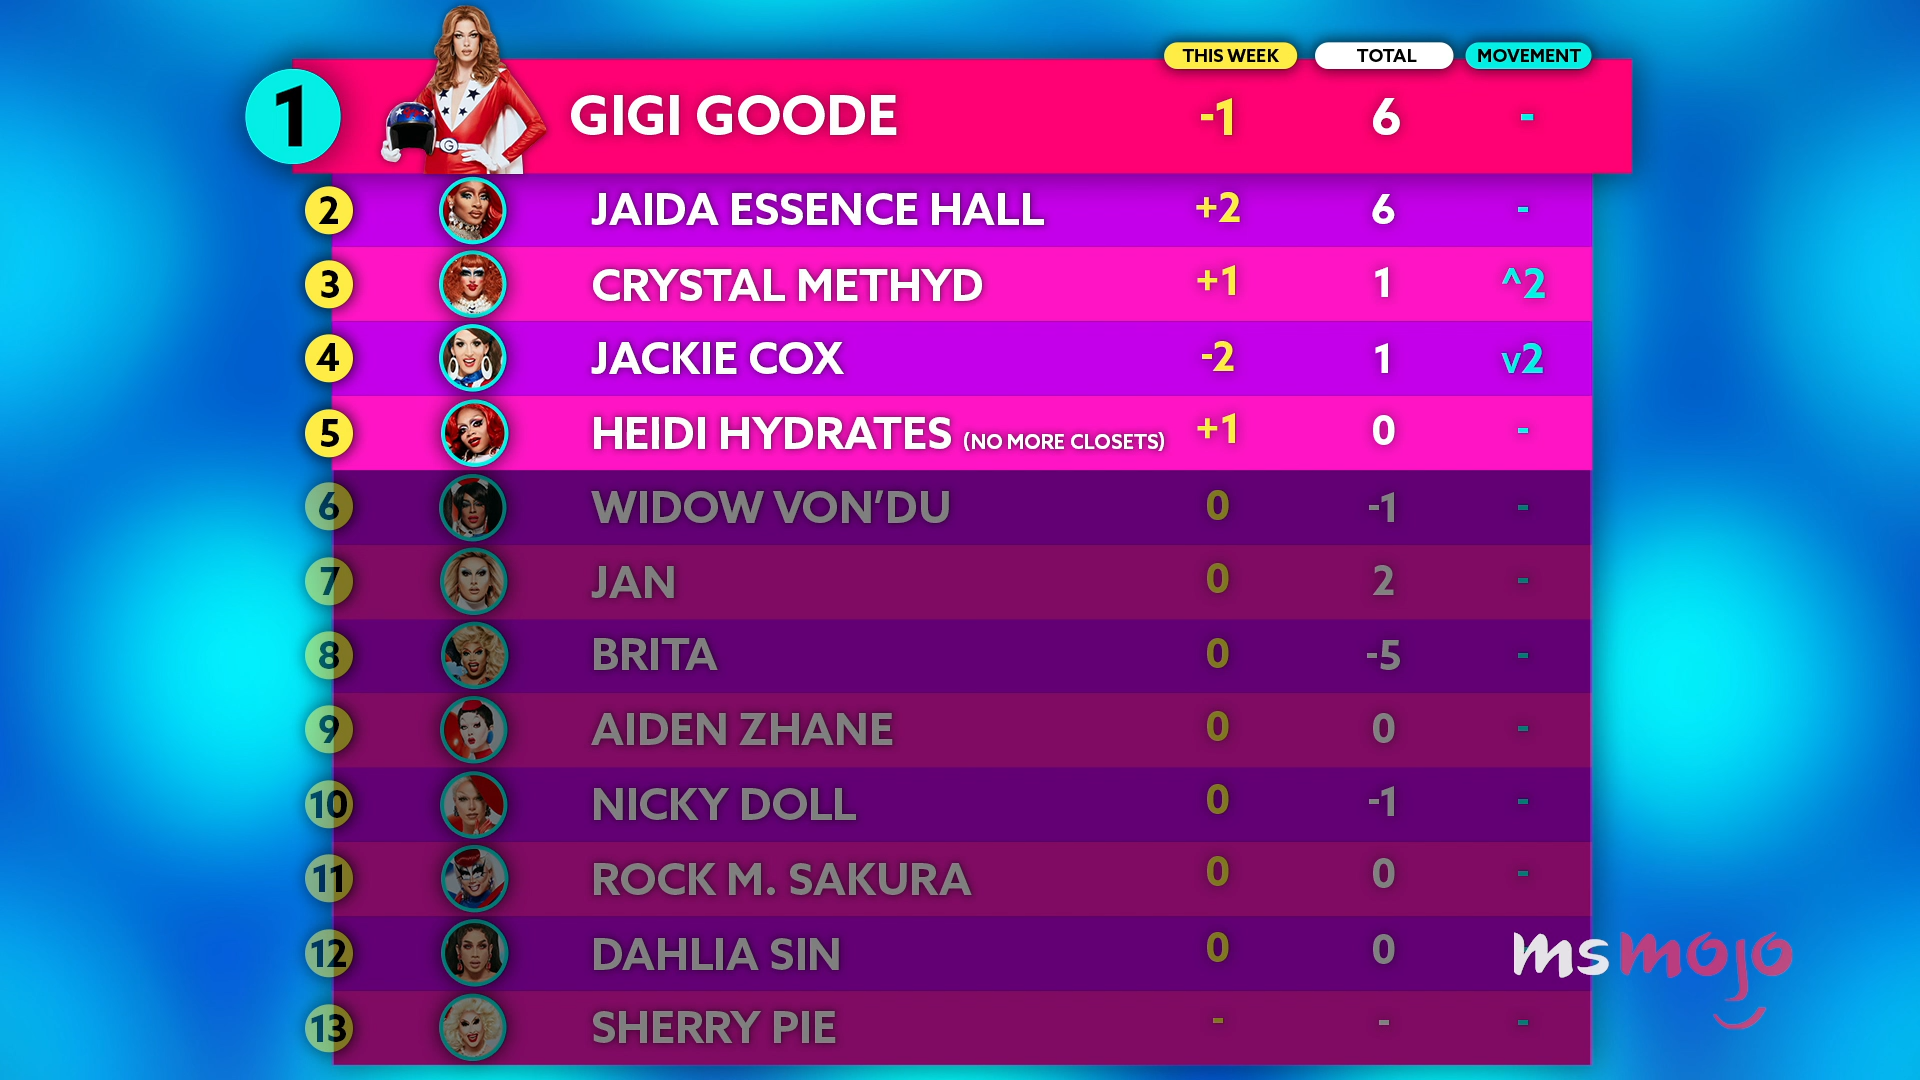 THIS WEEK TOTAL MOVEMENT
1 G GIGI GOODE -1 6 -
2 JAIDA ESSENCE HALL +2 6 -
3 CRYSTAL METHYD +1 1 ^2
4 JACKIE COX -2 1 v2
5 HEIDI HYDRATES (NO MORE CLOSETS) +1 0 -
6 WIDOW VON'DU 0 -1 -
7 JAN 0 2 -
8 BRITA 0 -5 -
9 AIDEN ZHANE 0 0 -
10 NICKY DOLL 0 -1 -
11 ROCK M. SAKURA 0 0 -
12 DAHLIA SIN 0 0
msmojo
13 SHERRY PIE - - -